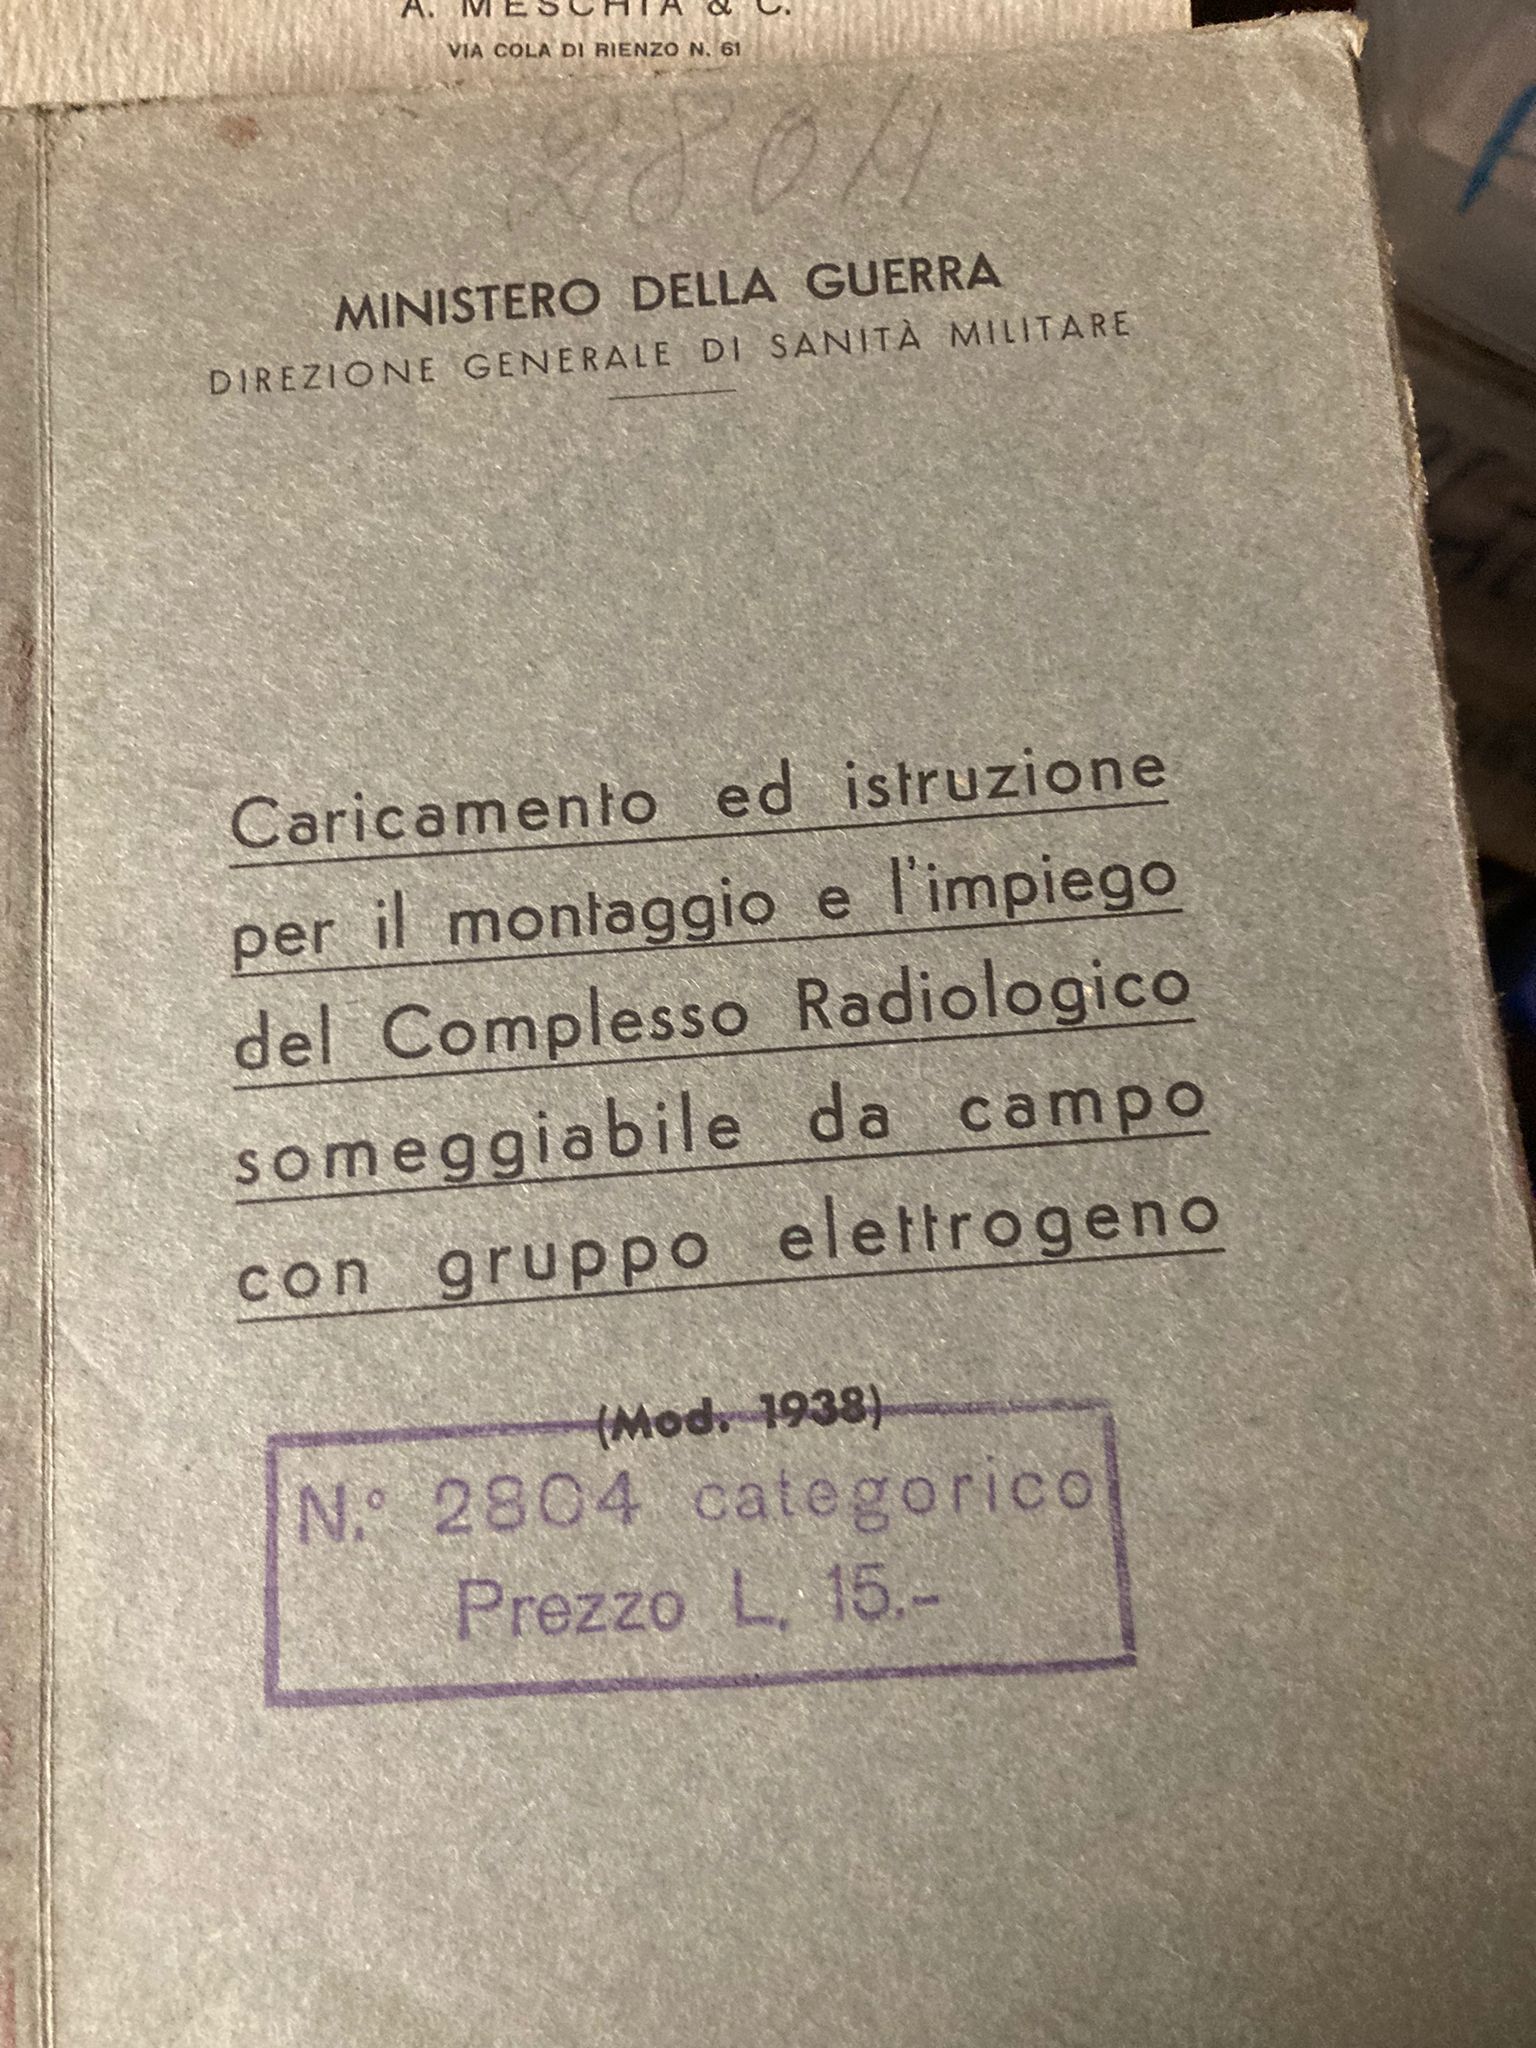 A. MESCHIA & C.
VIA COLA DI RIENZO N. 61
2804
MINISTERO DELLA GUERRA
DIREZIONE GENERALE DI SANITÀ MILITARE
Caricamento ed istruzione
per il montaggio e l'impiego
del Complesso Radiologico
someggiabile da campo
con gruppo elettrogeno
(Mod. 1938)
N.° 2804 categorico
Prezzo L. 15.-